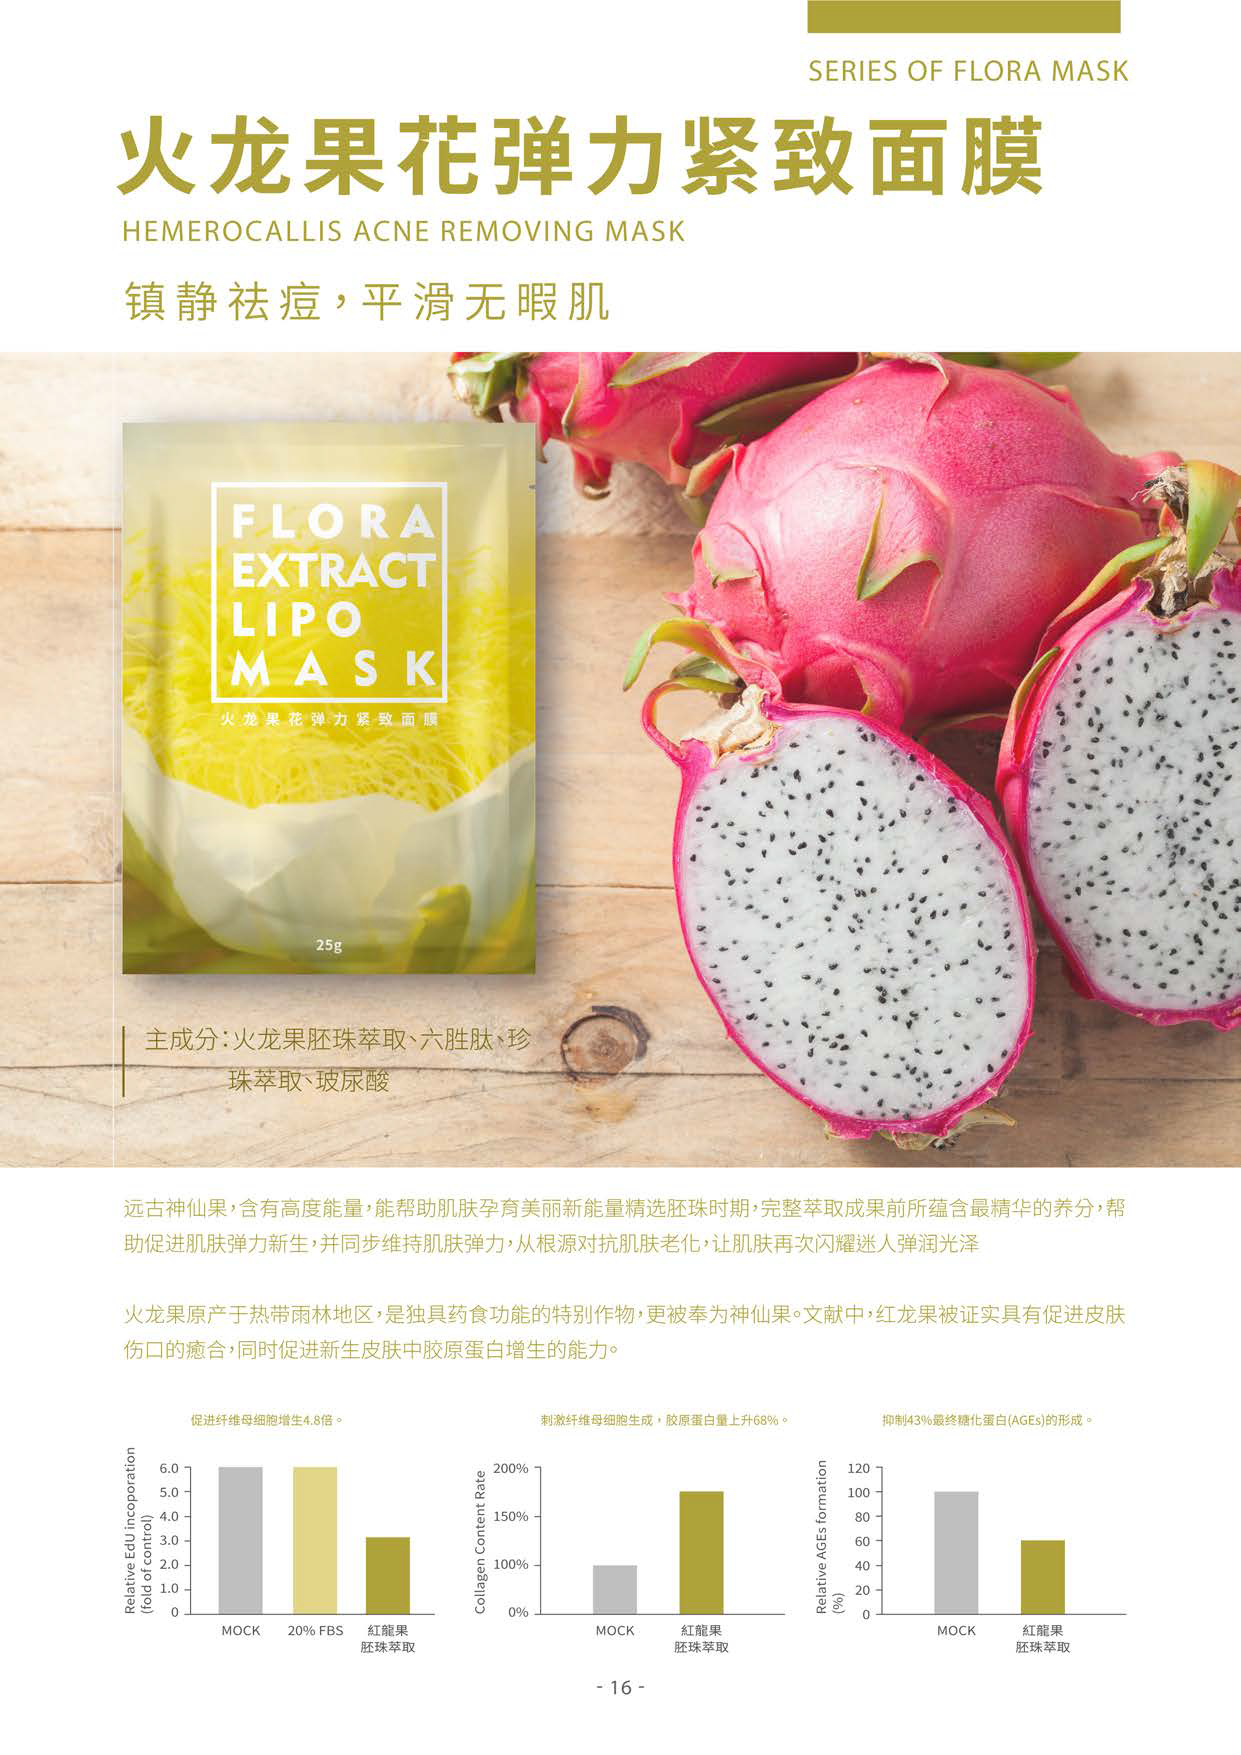 SERIES OF FLORA MASK
火龙果花弹力紧致面膜
HEMEROCALLIS ACNE REMOVING MASK
镇静祛痘，平滑无暇肌
FLORA
EXTRACT
LIPO
MASK
火龙果花弹力紧致面膜
25g
主成分：火龙果胚珠萃取、六胜肽、珍
珠萃取、玻尿酸
远古神仙果，含有高度能量，能帮助肌肤孕育美丽新能量精选胚珠时期，完整萃取成果前所蕴含最精华的养分，帮
助促进肌肤弹力新生，并同步维持肌肤弹力，从根源对抗肌肤老化，让肌肤再次闪耀迷人弹润光泽
火龙果原产于热带雨林地区，是独具药食功能的特别作物，更被奉为神仙果。文献中，红龙果被证实具有促进皮肤
伤口的癒合，同时促进新生皮肤中胶原蛋白增生的能力。
促进纤维母细胞增生4.8倍。
Relative EdU incoporation
(fold of control)
6.0
5.0
4.0
3.0
2.0
1.0
0
MOCK
20% FBS
紅龍果
胚珠萃取
刺激纤维母细胞生成，胶原蛋白量上升68%。
Collagen Content Rate
200%
150%
100%
0%
MOCK
紅龍果
胚珠萃取
抑制43%最终糖化蛋白(AGEs)的形成。
Relative AGEs formation
(%)
120
100
80
60
40
20
0
MOCK
紅龍果
胚珠萃取
- 16 -